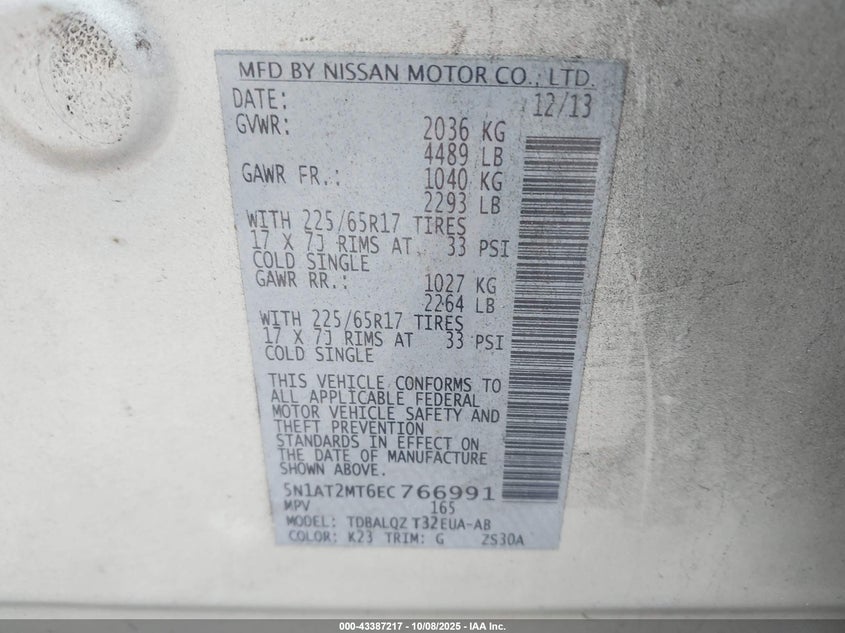 MFD BY NISSAN MOTOR CO., LTD.
DATE: 12/13
GVWR: 2036 KG
4489 LB
GAWR FR.: 1040 KG
2293 LB
WITH 225/65R17 TIRES
17 X 7J RIMS AT 33 PSI
COLD SINGLE
GAWR RR.: 1027 KG
2264 LB
WITH 225/65R17 TIRES
17 X 7J RIMS AT 33 PSI
COLD SINGLE
THIS VEHICLE CONFORMS TO
ALL APPLICABLE FEDERAL
MOTOR VEHICLE SAFETY AND
THEFT PREVENTION
STANDARDS IN EFFECT ON
THE DATE OF MANUFACTURE
SHOWN ABOVE.
5N1AT2MT6EC766991
MPV 165
MODEL: TDBALQZ T32EUA-AB
COLOR: K23 TRIM: G ZS30A
000-43387217 - 10/08/2025 - IAA Inc.